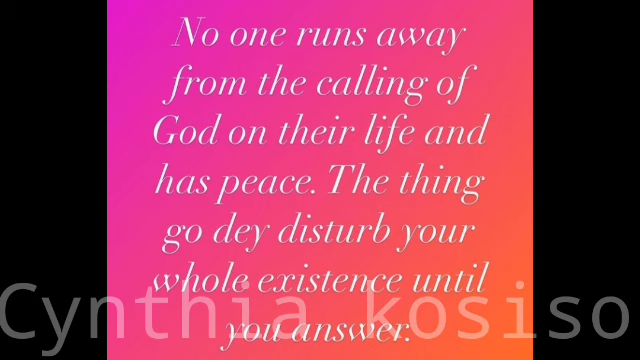 No one runs away
from the calling of
God on their life and
has peace. The thing
go dey disturb your
whole existence until
you answer.
Cynthia kosiso